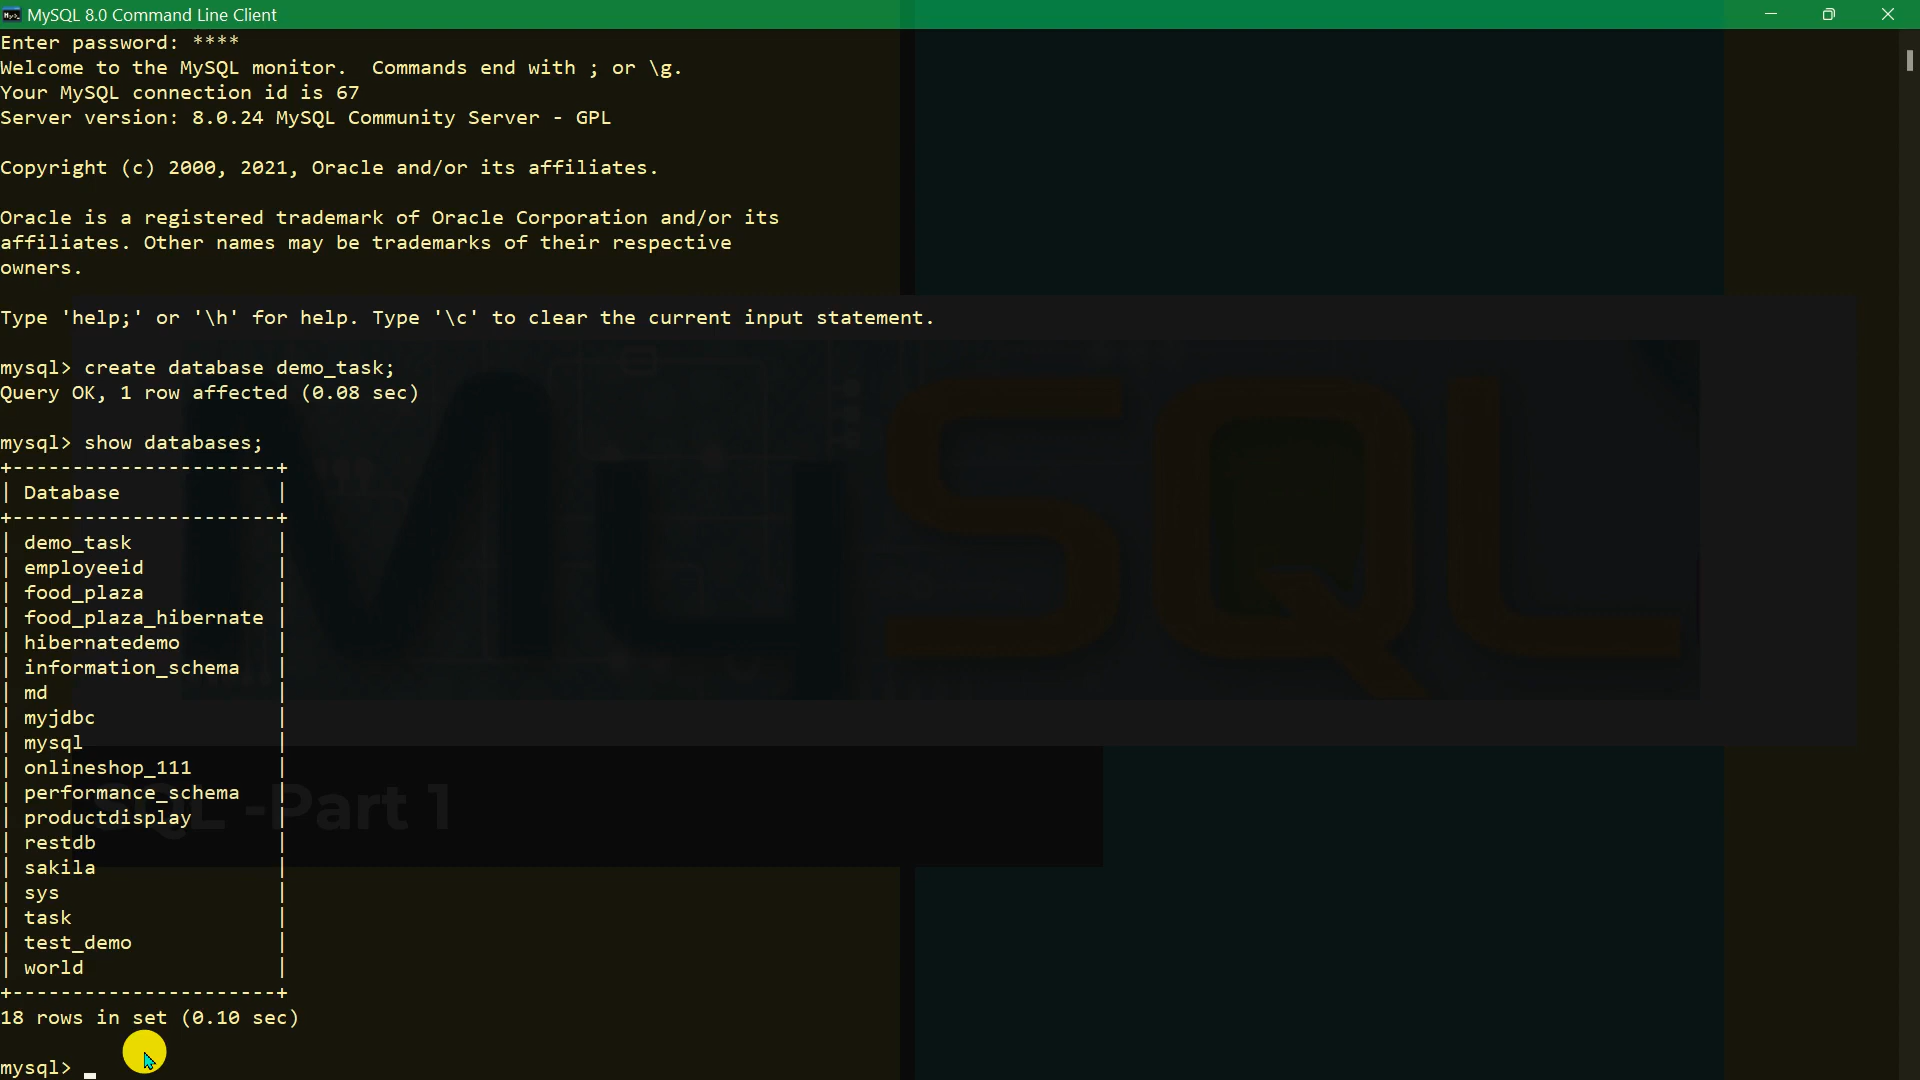 MySQL 8.0 Command Line Client
Enter password: ****
Welcome to the MySQL monitor.  Commands end with ; or \g.
Your MySQL connection id is 67
Server version: 8.0.24 MySQL Community Server - GPL
Copyright (c) 2000, 2021, Oracle and/or its affiliates.
Oracle is a registered trademark of Oracle Corporation and/or its
affiliates. Other names may be trademarks of their respective
owners.
Type 'help;' or '\h' for help. Type '\c' to clear the current input statement.
mysql> create database demo_task;
Query OK, 1 row affected (0.08 sec)
mysql> show databases;
+----------------------+
| Database             |
+----------------------+
| demo_task            |
| employeeid           |
| food_plaza           |
| food_plaza_hibernate |
| hibernatedemo        |
| information_schema   |
| md                   |
| myjdbc               |
| mysql                |
| onlineshop_111       |
| performance_schema   |
| productdisplay       |
| restdb               |
| sakila               |
| sys                  |
| task                 |
| test_demo            |
| world                |
+----------------------+
18 rows in set (0.10 sec)
mysql>
MySQL
SQL -Part 1